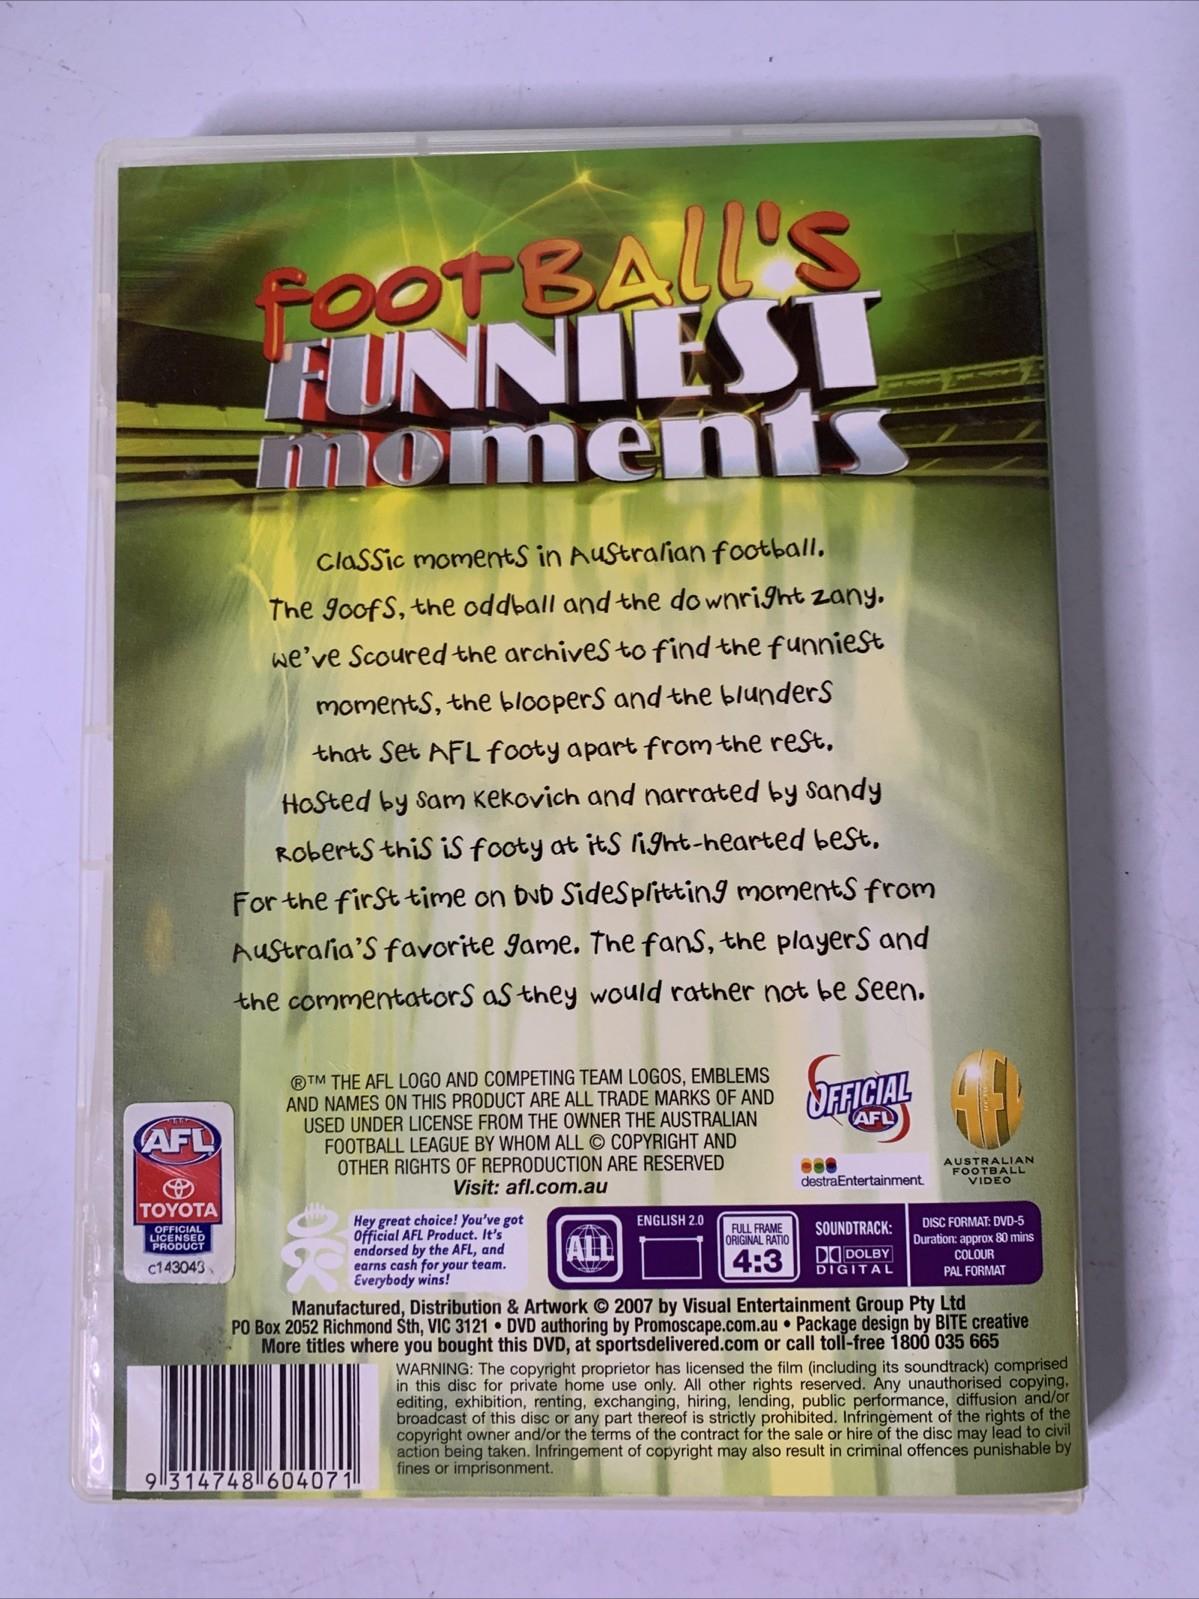 FOOTBALL'S
FUNNIEST
moments
Classic moments in Australian football.
The goofs, the oddball and the downright zany.
We've scoured the archives to find the funniest
moments, the bloopers and the blunders
that set AFL footy apart from the rest.
Hosted by Sam Kekovich and narrated by Sandy
Roberts this is footy at its light-hearted best.
For the first time on DVD sidesplitting moments from
Australia's favorite game. The fans, the players and
the commentators as they would rather not be seen.
®™ THE AFL LOGO AND COMPETING TEAM LOGOS, EMBLEMS
AND NAMES ON THIS PRODUCT ARE ALL TRADE MARKS OF AND
USED UNDER LICENSE FROM THE OWNER THE AUSTRALIAN
FOOTBALL LEAGUE BY WHOM ALL © COPYRIGHT AND
OTHER RIGHTS OF REPRODUCTION ARE RESERVED
Visit: afl.com.au
OFFICIAL
AFL
destraEntertainment.
AFL
AUSTRALIAN
FOOTBALL
VIDEO
AFL
TOYOTA
OFFICIAL
LICENSED
PRODUCT
c143043
Hey great choice! You've got
Official AFL Product. It's
endorsed by the AFL, and
earns cash for your team.
Everybody wins!
ALL
ENGLISH 2.0
FULL FRAME
ORIGINAL RATIO
4:3
SOUNDTRACK:
DOLBY
DIGITAL
DISC FORMAT: DVD-5
Duration: approx 80 mins
COLOUR
PAL FORMAT
Manufactured, Distribution & Artwork © 2007 by Visual Entertainment Group Pty Ltd
PO Box 2052 Richmond Sth, VIC 3121 • DVD authoring by Promoscape.com.au • Package design by BITE creative
More titles where you bought this DVD, at sportsdelivered.com or call toll-free 1800 035 665
WARNING: The copyright proprietor has licensed the film (including its soundtrack) comprised
in this disc for private home use only. All other rights reserved. Any unauthorised copying,
editing, exhibition, renting, exchanging, hiring, lending, public performance, diffusion and/or
broadcast of this disc or any part thereof is strictly prohibited. Infringement of the rights of the
copyright owner and/or the terms of the contract for the sale or hire of the disc may lead to civil
action being taken. Infringement of copyright may also result in criminal offences punishable by
fines or imprisonment.
9 314748 604071